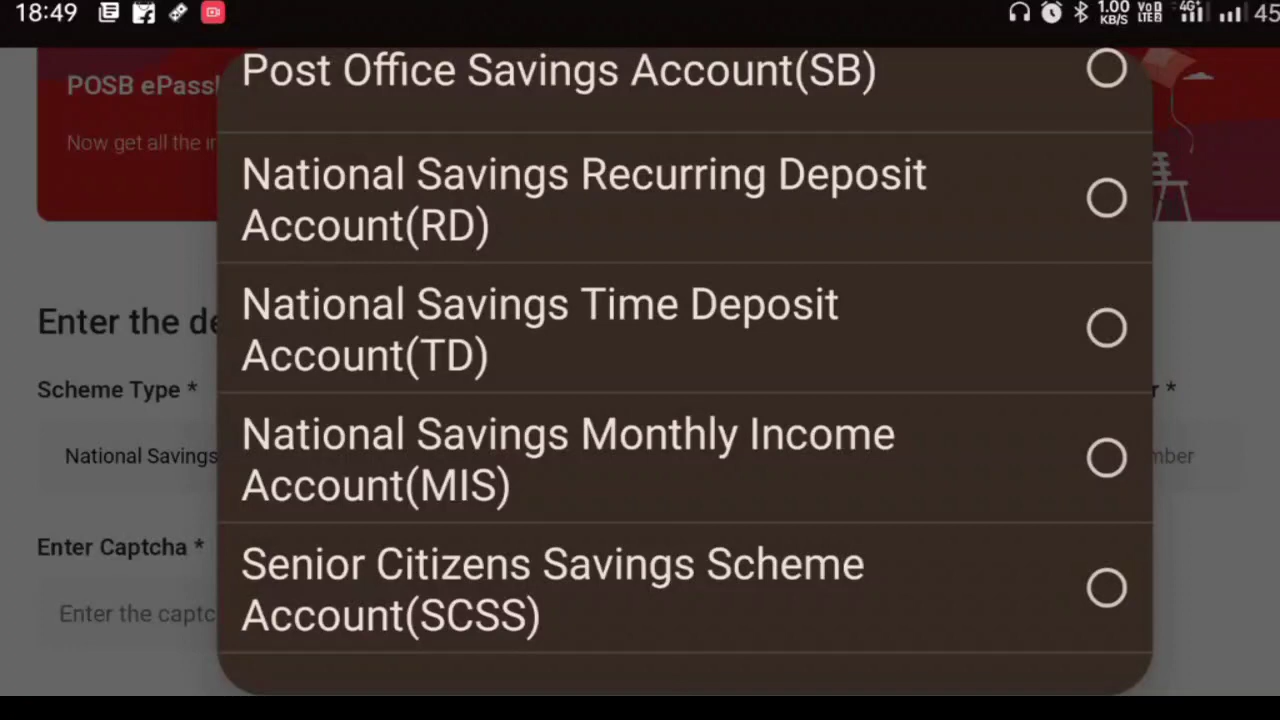 18:49
1.00
KB/S
VoD
LTE
4G+
45
POSB ePass
Now get all the
Post Office Savings Account(SB)
National Savings Recurring Deposit
Account(RD)
National Savings Time Deposit
Account(TD)
National Savings Monthly Income
Account(MIS)
Senior Citizens Savings Scheme
Account(SCSS)
Enter the de
Scheme Type *
r *
National Savings
mber
Enter Captcha *
Enter the captc